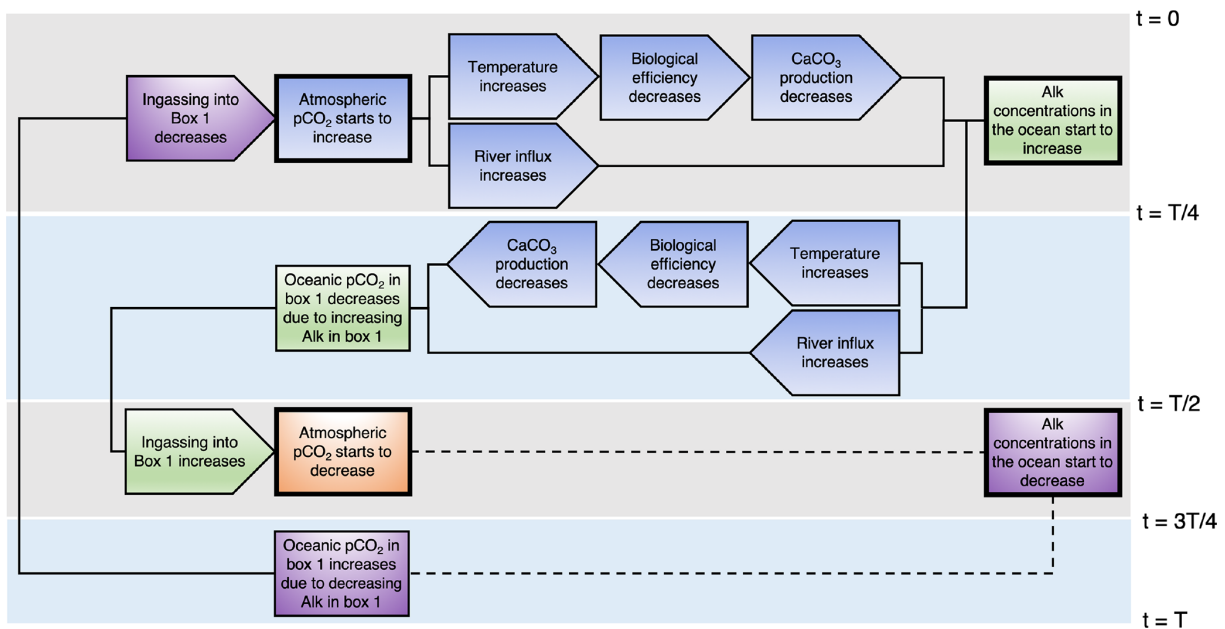 t = 0
Ingassing into
Box 1
decreases
Atmospheric
pCO₂ starts to
increase
Temperature
increases
Biological
efficiency
decreases
CaCO₃
production
decreases
River influx
increases
Alk
concentrations in
the ocean start to
increase
t = T/4
Oceanic pCO₂ in
box 1 decreases
due to increasing
Alk in box 1
CaCO₃
production
decreases
Biological
efficiency
decreases
Temperature
increases
River influx
increases
t = T/2
Ingassing into
Box 1 increases
Atmospheric
pCO₂ starts to
decrease
Alk
concentrations in
the ocean start to
decrease
t = 3T/4
Oceanic pCO₂ in
box 1 increases
due to decreasing
Alk in box 1
t = T